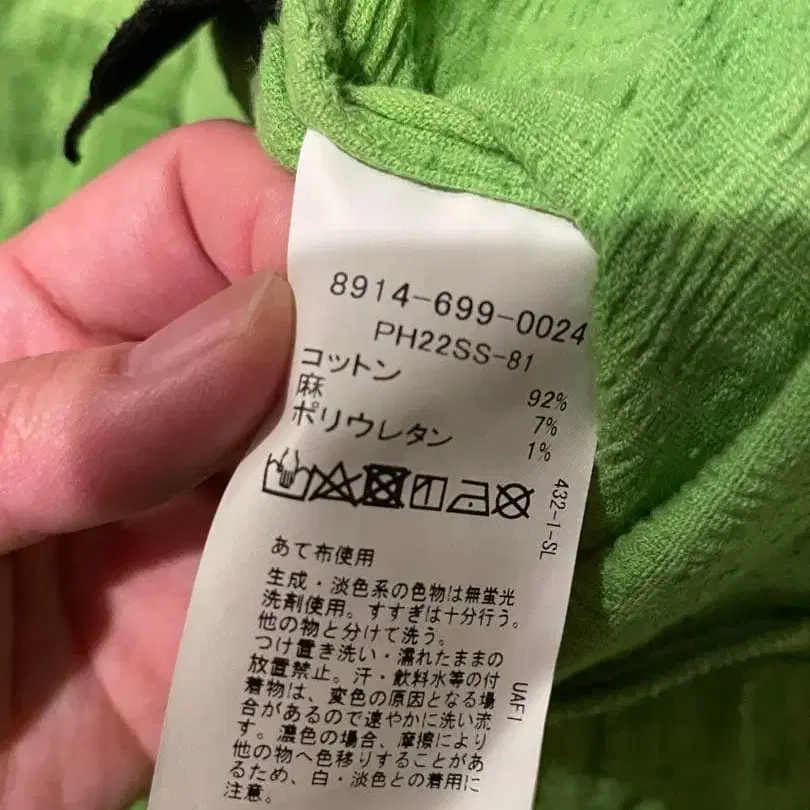 8914-699-0024
PH22SS-81
コットン 92%
麻 7%
ポリウレタン 1%
432-1-SL
あて布使用
生成・淡色系の色物は無蛍光
洗剤使用。すすぎは十分行う。
他の物と分けて洗う。
つけ置き洗い・濡れたままの
放置禁止。汗・飲料水等の付
着物は、変色の原因となる場
合があるので速やかに洗い流
す。濃色の場合、摩擦により
他の物へ色移りすることがあ
るため、白・淡色との着用に
注意。
UAF1